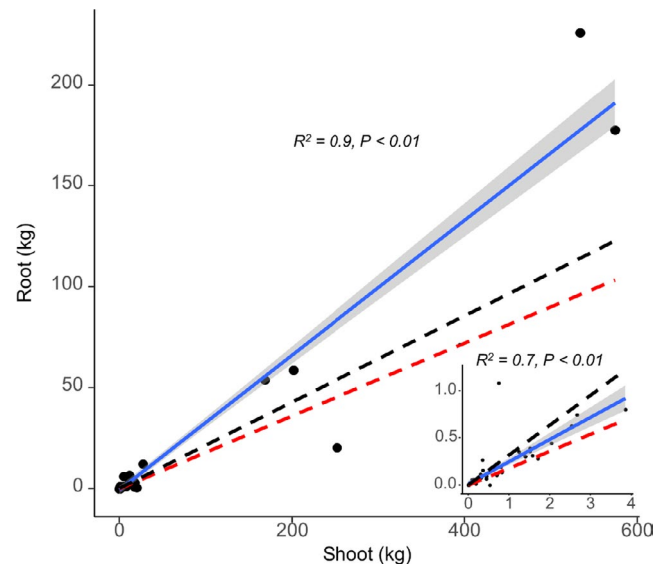 200
150
100
50
0
Root (kg)
R² = 0.9, P < 0.01
R² = 0.7, P < 0.01
1.0
0.5
0.0
0 1 2 3 4
0 200 400 600
Shoot (kg)